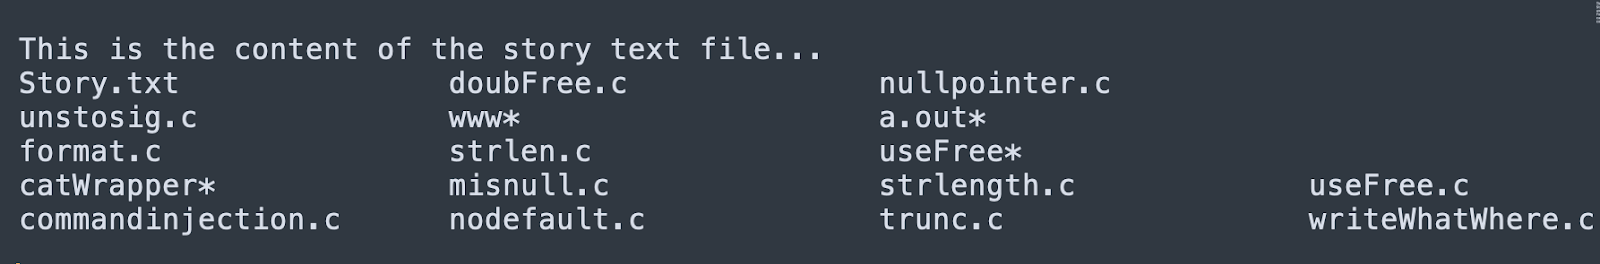 This is the content of the story text file...
Story.txt doubFree.c nullpointer.c
unstosig.c www* a.out*
format.c strlen.c useFree*
catWrapper* misnull.c strlength.c useFree.c
commandinjection.c nodefault.c trunc.c writeWhatWhere.c